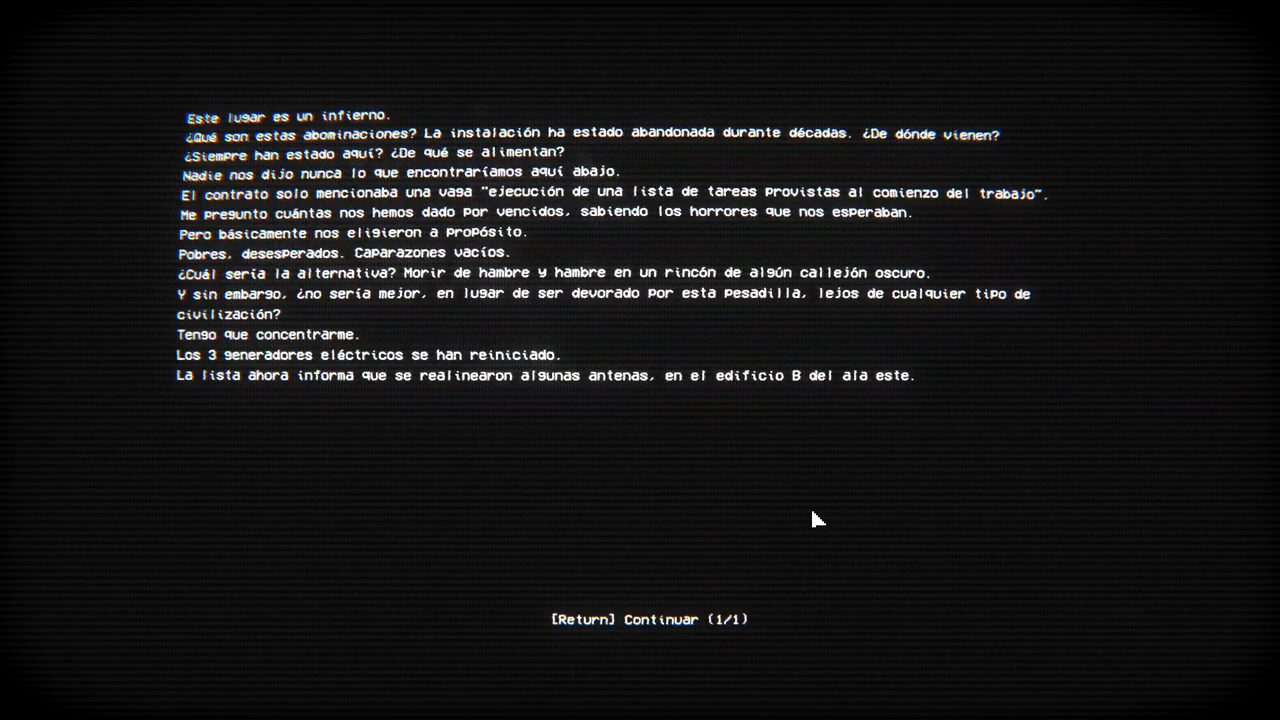 Este lugar es un infierno.
¿Qué son estas abominaciones? La instalación ha estado abandonada durante décadas. ¿De dónde vienen?
¿Siempre han estado aquí? ¿De qué se alimentan?
Nadie nos dijo nunca lo que encontraríamos aquí abajo.
El contrato solo mencionaba una vaga "ejecución de una lista de tareas provistas al comienzo del trabajo".
Me pregunto cuántas nos hemos dado por vencidos, sabiendo los horrores que nos esperaban.
Pero básicamente nos eligieron a propósito.
Pobres, desesperados. Caparazones vacíos.
¿Cuál sería la alternativa? Morir de hambre y hambre en un rincón de algún callejón oscuro.
Y sin embargo, ¿no sería mejor, en lugar de ser devorado por esta pesadilla, lejos de cualquier tipo de
civilización?
Tengo que concentrarme.
Los 3 generadores eléctricos se han reiniciado.
La lista ahora informa que se realinearon algunas antenas, en el edificio B del ala este.
[Return] Continuar (1/1)